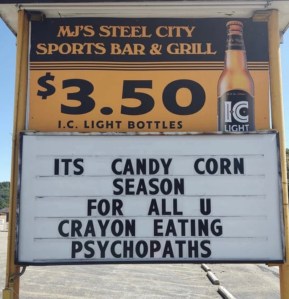 MJ'S STEEL CITY
SPORTS BAR & GRILL
$3.50
I.C. LIGHT BOTTLES
IC
LIGHT
ITS CANDY CORN
SEASON
FOR ALL U
CRAYON EATING
PSYCHOPATHS